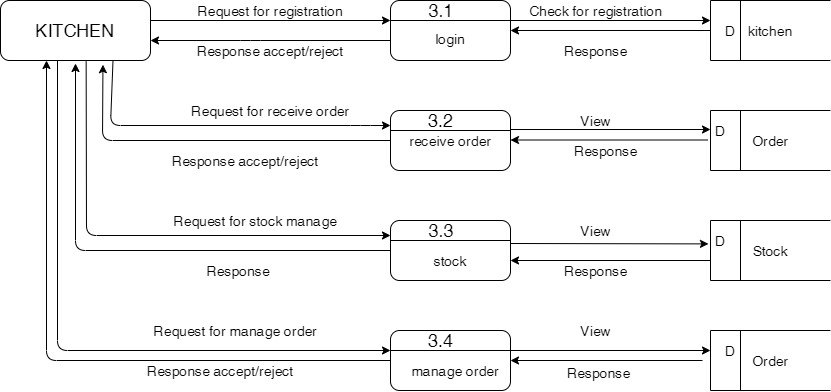 Request for registration
3.1
Check for registration
KITCHEN
login
D
kitchen
Response accept/reject
Response
Request for receive order
3.2
View
D
receive order
Order
Response accept/reject
Response
Request for stock manage
3.3
View
D
stock
Stock
Response
Response
Request for manage order
3.4
View
D
manage order
Order
Response accept/reject
Response